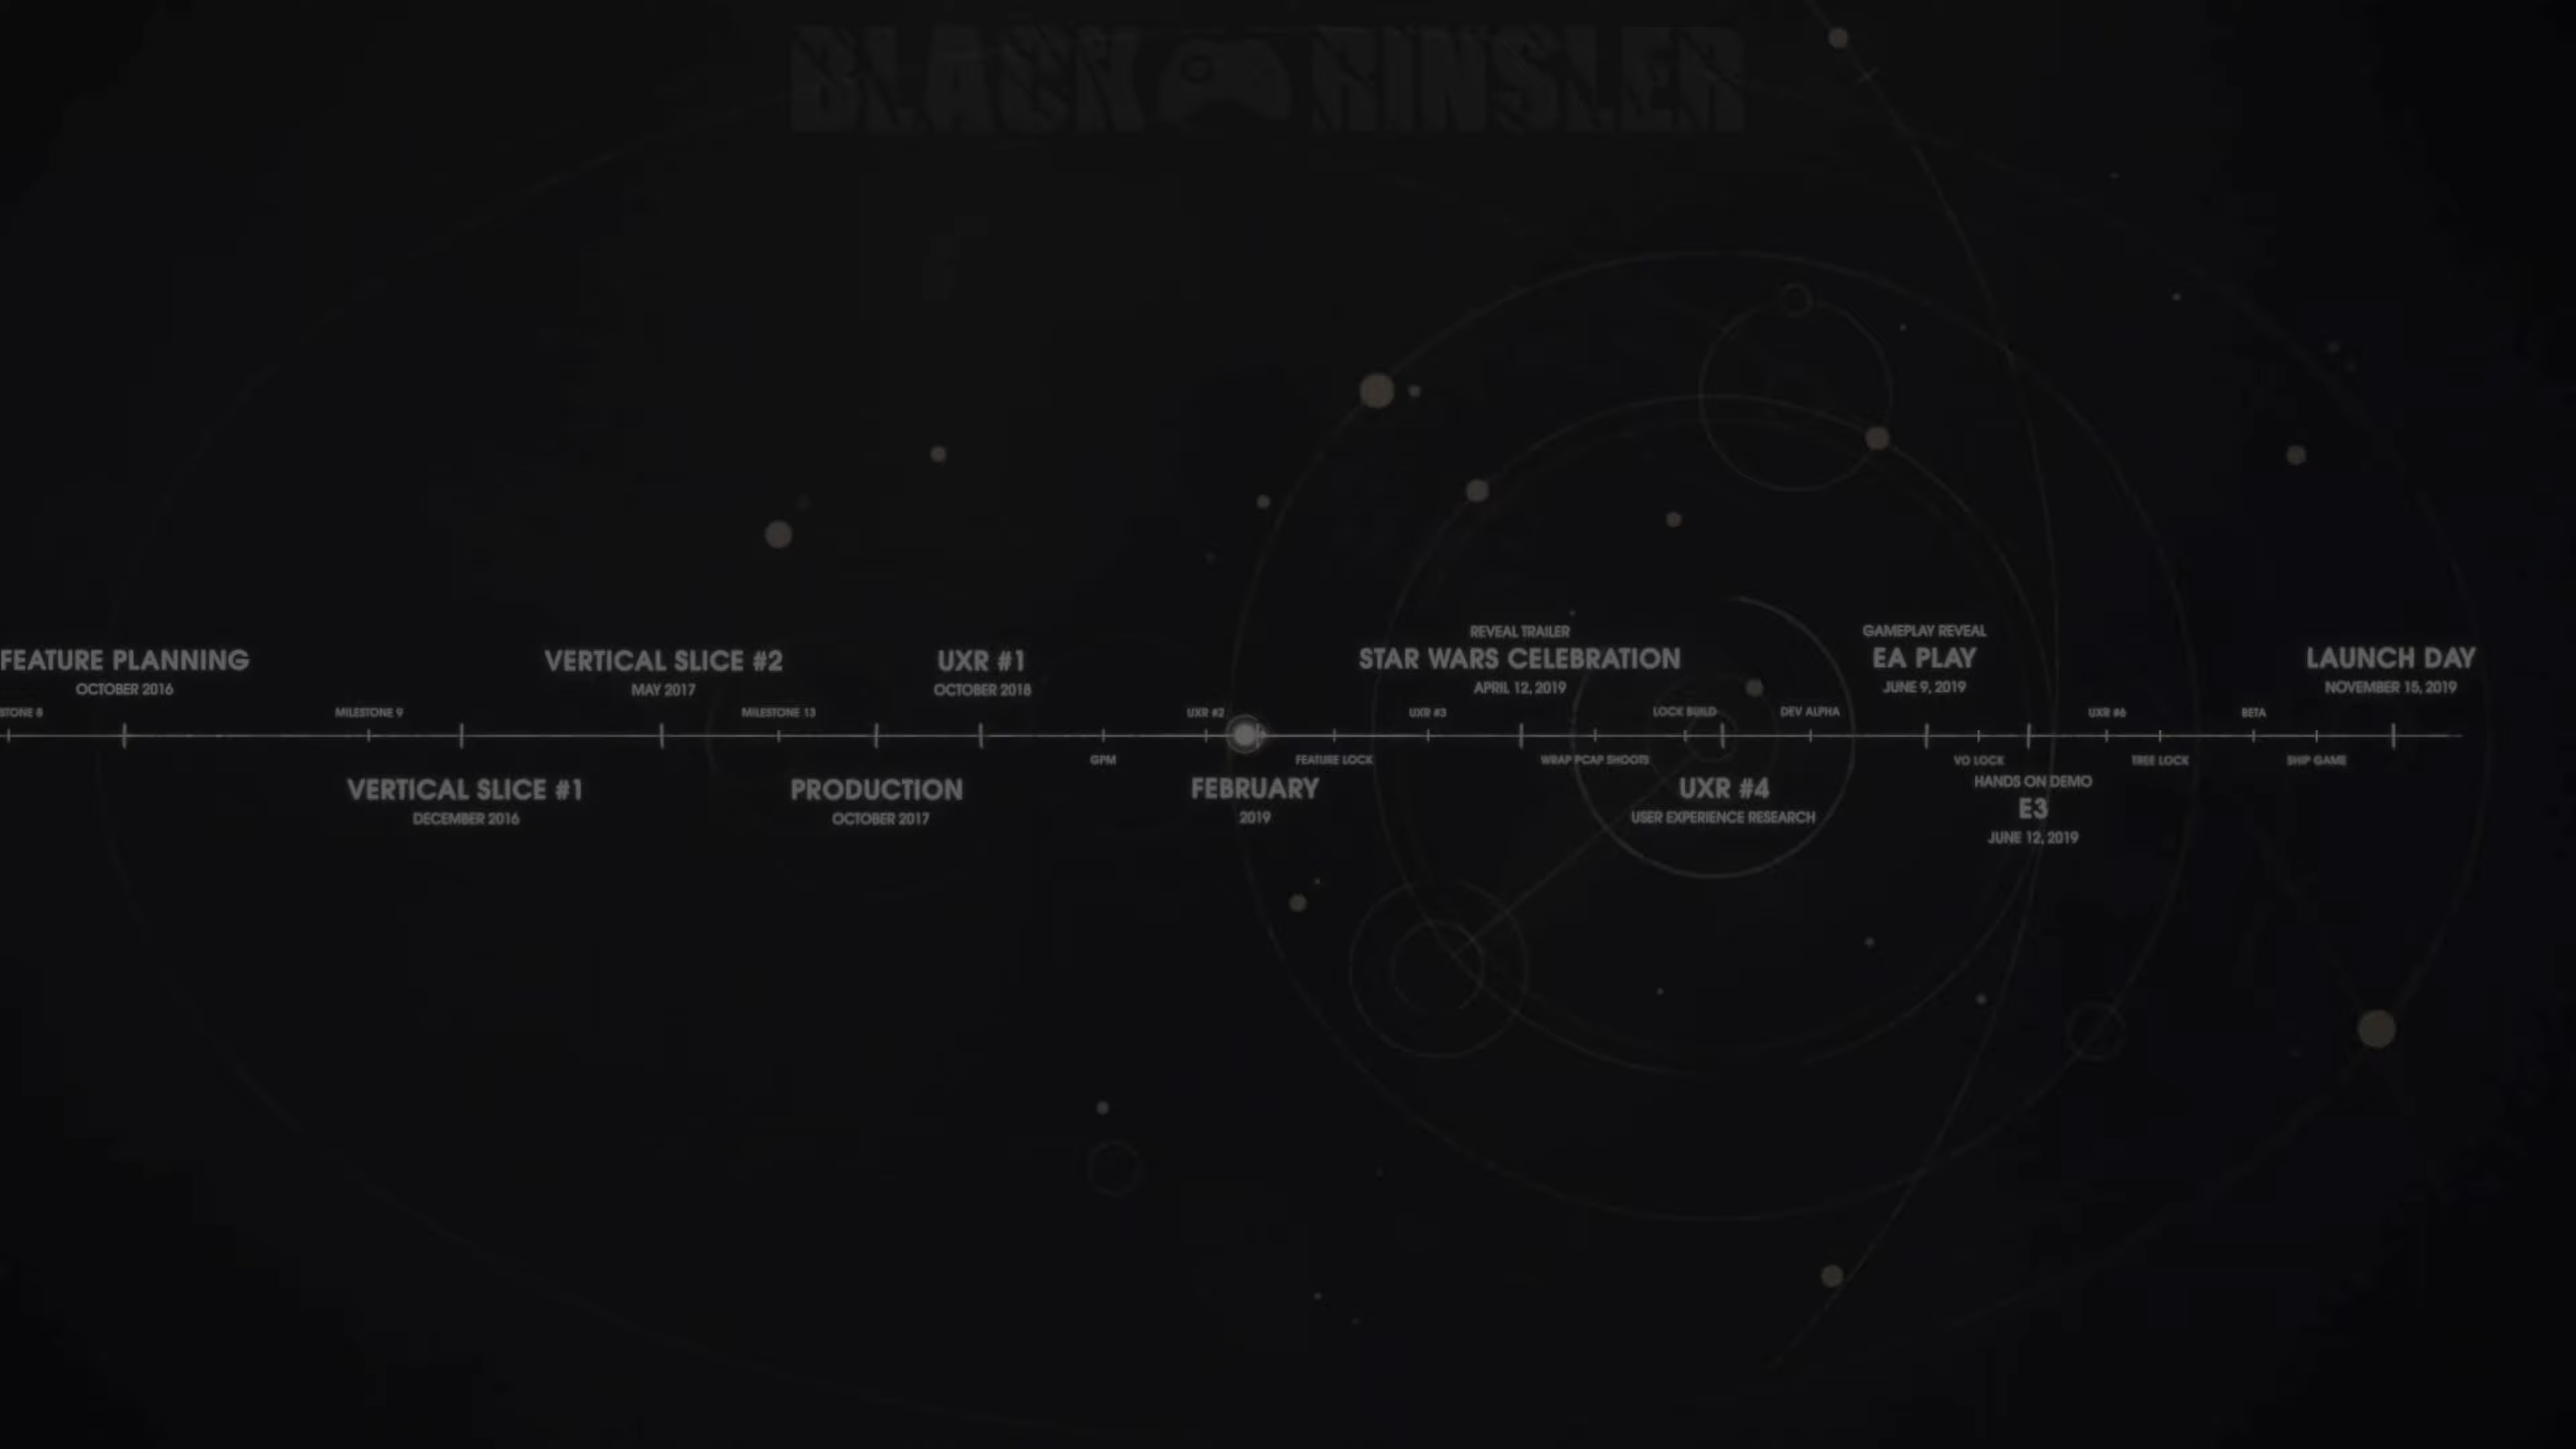 BLACK RINSLER
FEATURE PLANNING
OCTOBER 2016
STONE 8
MILESTONE 9
VERTICAL SLICE #1
DECEMBER 2016
VERTICAL SLICE #2
MAY 2017
MILESTONE 13
PRODUCTION
OCTOBER 2017
UXR #1
OCTOBER 2018
GPM
UXR #2
FEBRUARY
2019
FEATURE LOCK
UXR #3
REVEAL TRAILER
STAR WARS CELEBRATION
APRIL 12, 2019
WRAP PCAP SHOOTS
LOCK BUILD
UXR #4
USER EXPERIENCE RESEARCH
DEV ALPHA
GAMEPLAY REVEAL
EA PLAY
JUNE 9, 2019
VO LOCK
HANDS ON DEMO
E3
JUNE 12, 2019
UXR #6
TREE LOCK
BETA
SHIP GAME
LAUNCH DAY
NOVEMBER 15, 2019